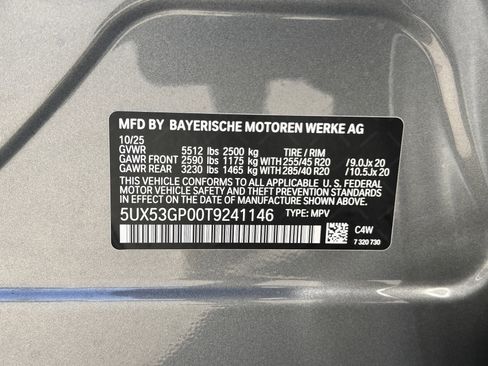 MFD BY BAYERISCHE MOTOREN WERKE AG
10/25
GVWR 5512 lbs 2500 kg TIRE / RIM
GAWR FRONT 2590 lbs 1175 kg WITH 255/45 R20 /9.0Jx 20
GAWR REAR 3230 lbs 1465 kg WITH 285/40 R20 /10.5Jx 20
THIS VEHICLE CONFORMS TO ALL APPLICABLE U.S. FEDERAL
MOTOR VEHICLE SAFETY AND THEFT PREVENTION STANDARDS
IN EFFECT ON THE DATE OF MANUFACTURE SHOWN ABOVE.
5UX53GP00T9241146 TYPE: MPV
C4W
7 320 730